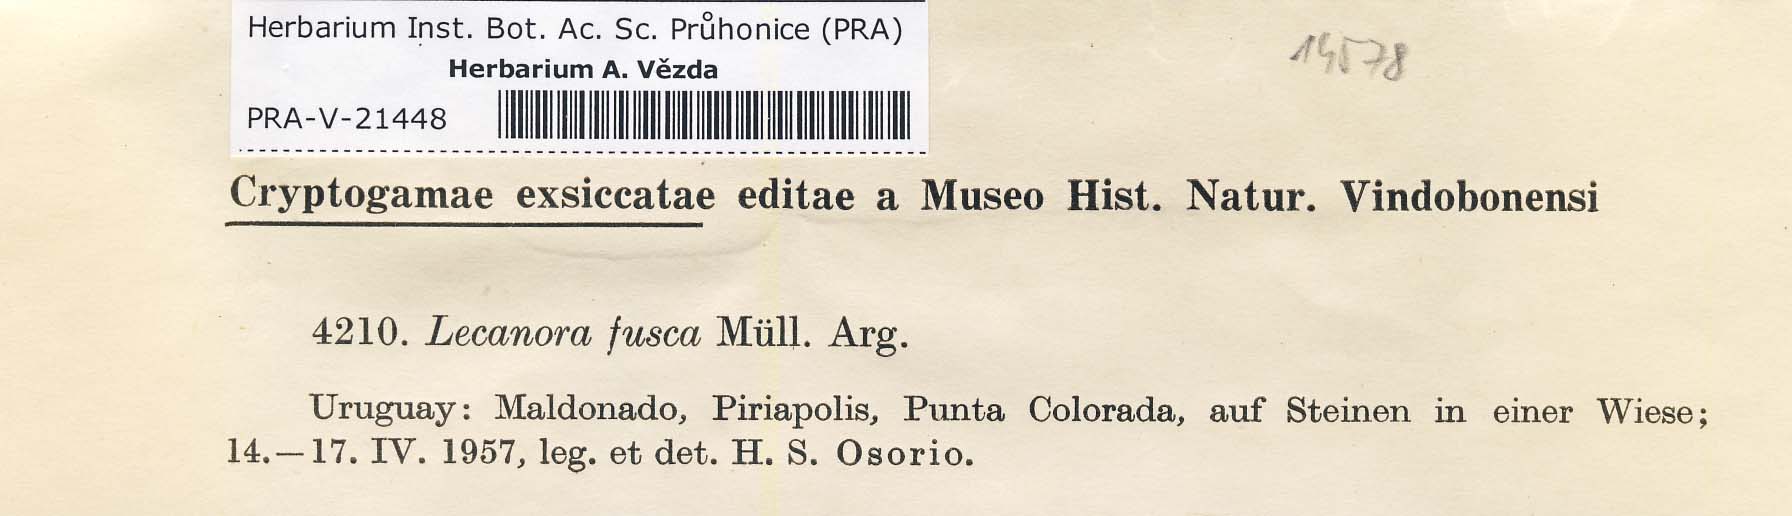 Herbarium Inst. Bot. Ac. Sc. Průhonice (PRA)
Herbarium A. Vězda
PRA-V-21448
14578
Cryptogamae exsiccatae editae a Museo Hist. Natur. Vindobonensi
4210. Lecanora fusca Müll. Arg.
Uruguay: Maldonado, Piriapolis, Punta Colorada, auf Steinen in einer Wiese;
14.—17. IV. 1957, leg. et det. H. S. Osorio.